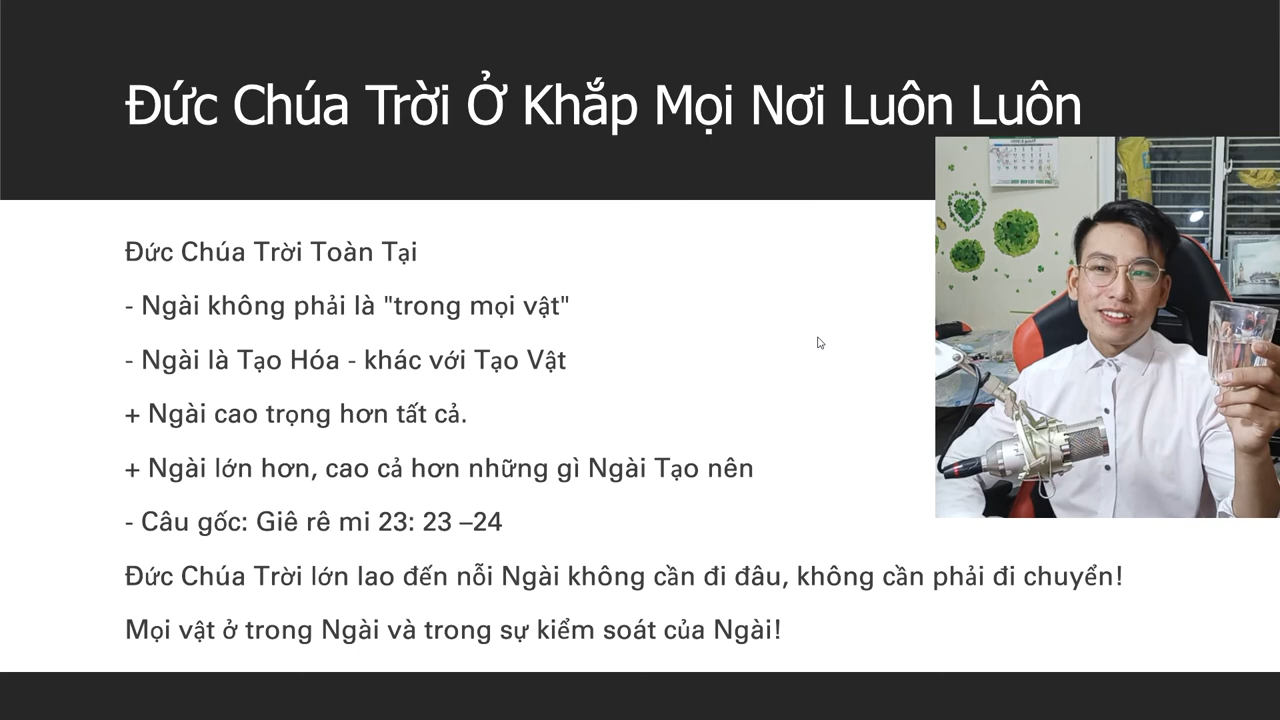 Đức Chúa Trời Ở Khắp Mọi Nơi Luôn Luôn
Đức Chúa Trời Toàn Tại
- Ngài không phải là "trong mọi vật"
- Ngài là Tạo Hóa - khác với Tạo Vật
+ Ngài cao trọng hơn tất cả.
+ Ngài lớn hơn, cao cả hơn những gì Ngài Tạo nên
- Câu gốc: Giê rê mi 23: 23 –24
Đức Chúa Trời lớn lao đến nỗi Ngài không cần đi đâu, không cần phải đi chuyển!
Mọi vật ở trong Ngài và trong sự kiểm soát của Ngài!